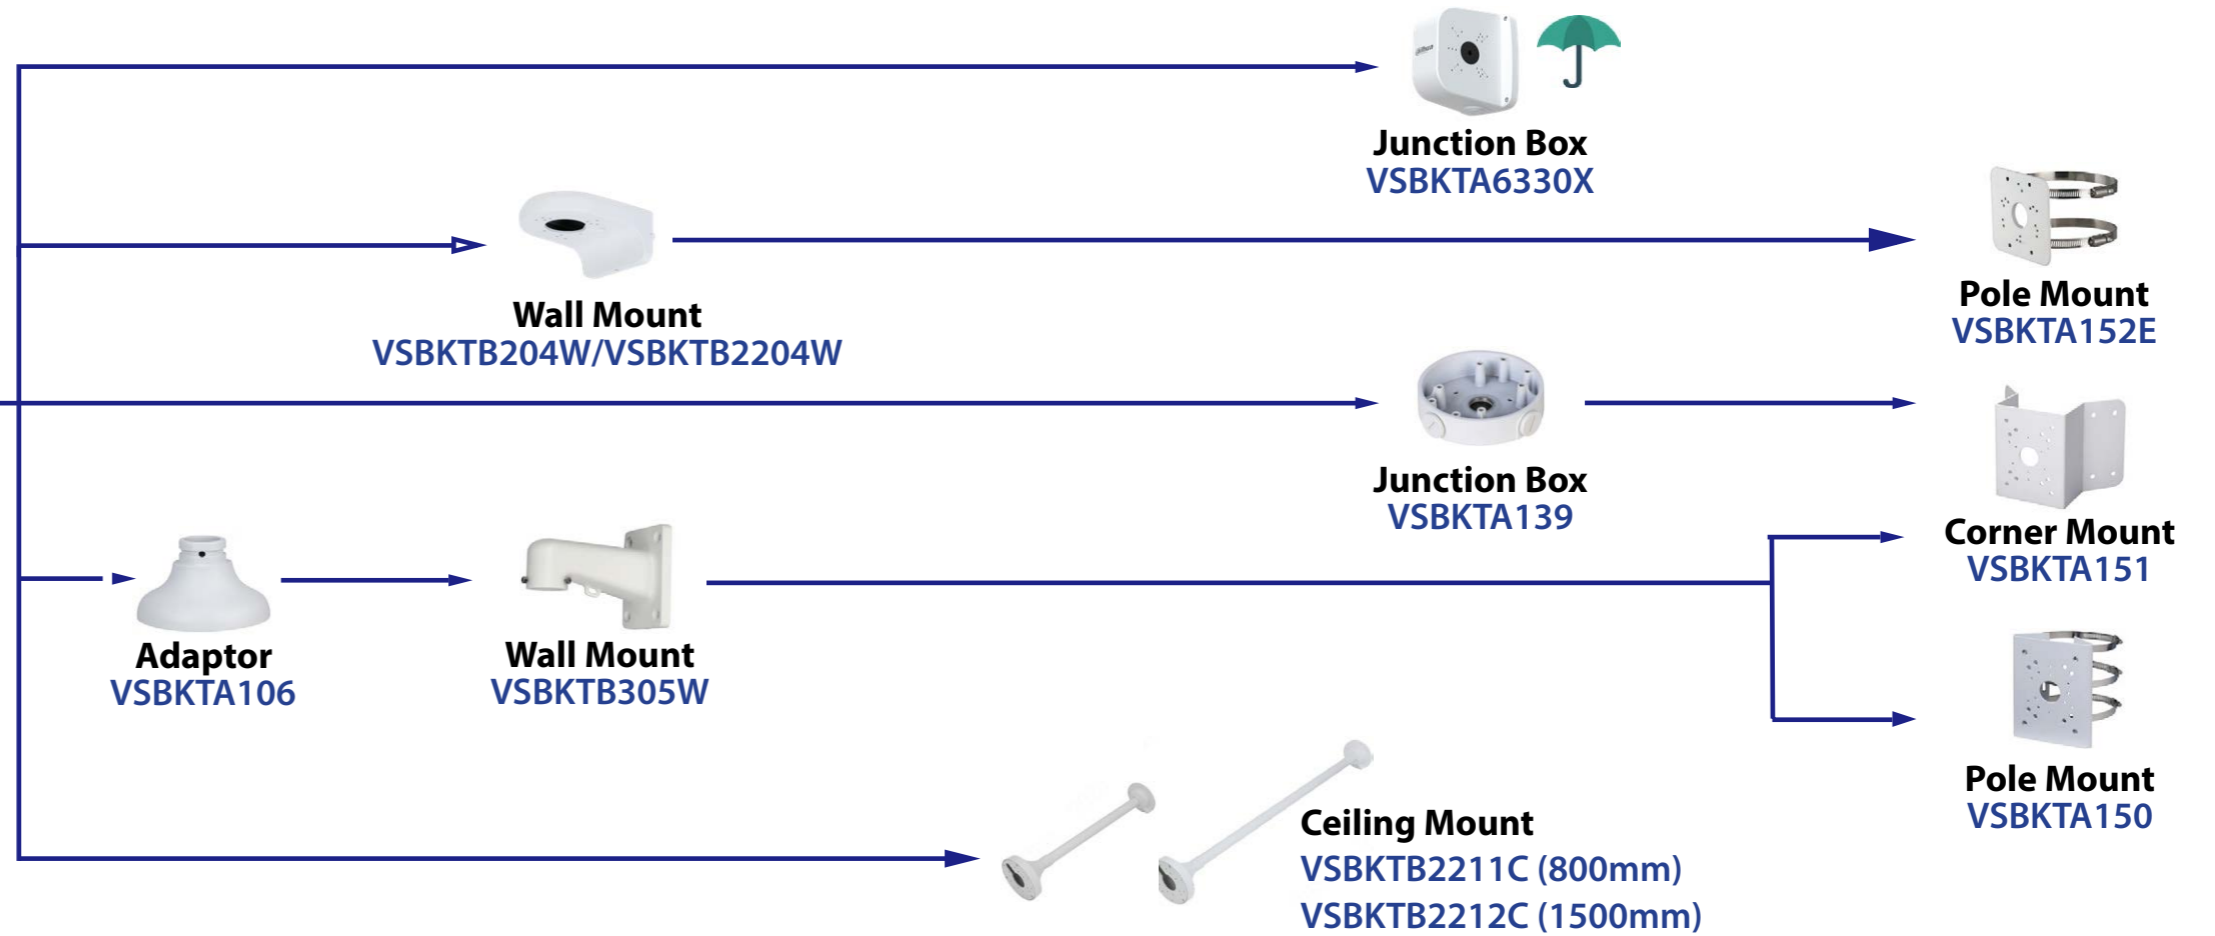 Junction Box
VSBKTA6330X
Wall Mount
VSBKTB204W/VSBKTB2204W
Pole Mount
VSBKTA152E
Junction Box
VSBKTA139
Corner Mount
VSBKTA151
Adaptor
VSBKTA106
Wall Mount
VSBKTB305W
Pole Mount
VSBKTA150
Ceiling Mount
VSBKTB2211C (800mm)
VSBKTB2212C (1500mm)